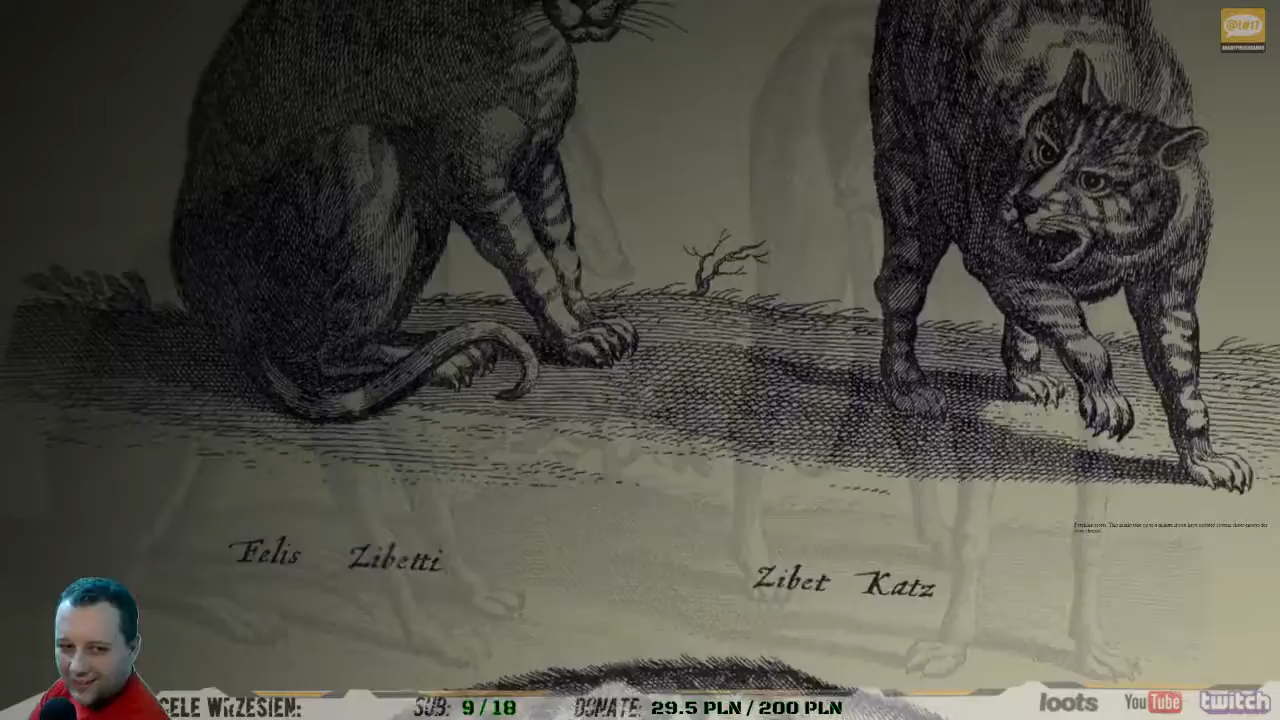 @!#!?
Felis Zibetti
Zibet Katz
CELE WRZESIEŃ:
SUB: 9 / 18
DONATE: 29.5 PLN / 200 PLN
loots
YouTube
twitch